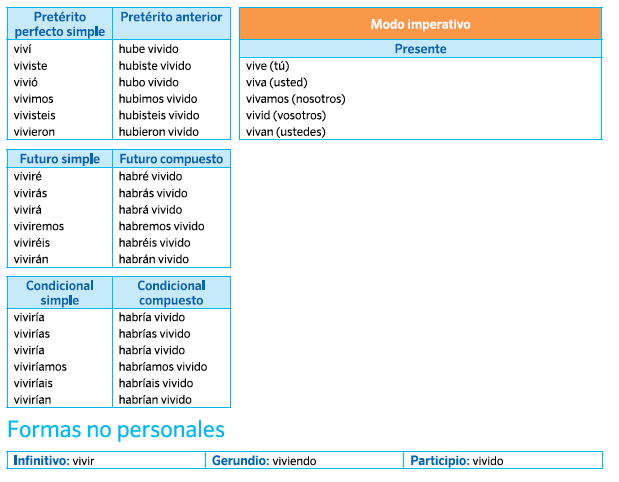 Pretérito perfecto simple Pretérito anterior
viví hube vivido
viviste hubiste vivido
vivió hubo vivido
vivimos hubimos vivido
vivisteis hubisteis vivido
vivieron hubieron vivido
Modo imperativo
Presente
vive (tú)
viva (usted)
vivamos (nosotros)
vivid (vosotros)
vivan (ustedes)
Futuro simple Futuro compuesto
viviré habré vivido
vivirás habrás vivido
vivirá habrá vivido
viviremos habremos vivido
viviréis habréis vivido
vivirán habrán vivido
Condicional simple Condicional compuesto
viviría habría vivido
vivirías habrías vivido
viviría habría vivido
viviríamos habríamos vivido
viviríais habríais vivido
vivirían habrían vivido
Formas no personales
Infinitivo: vivir Gerundio: viviendo Participio: vivido